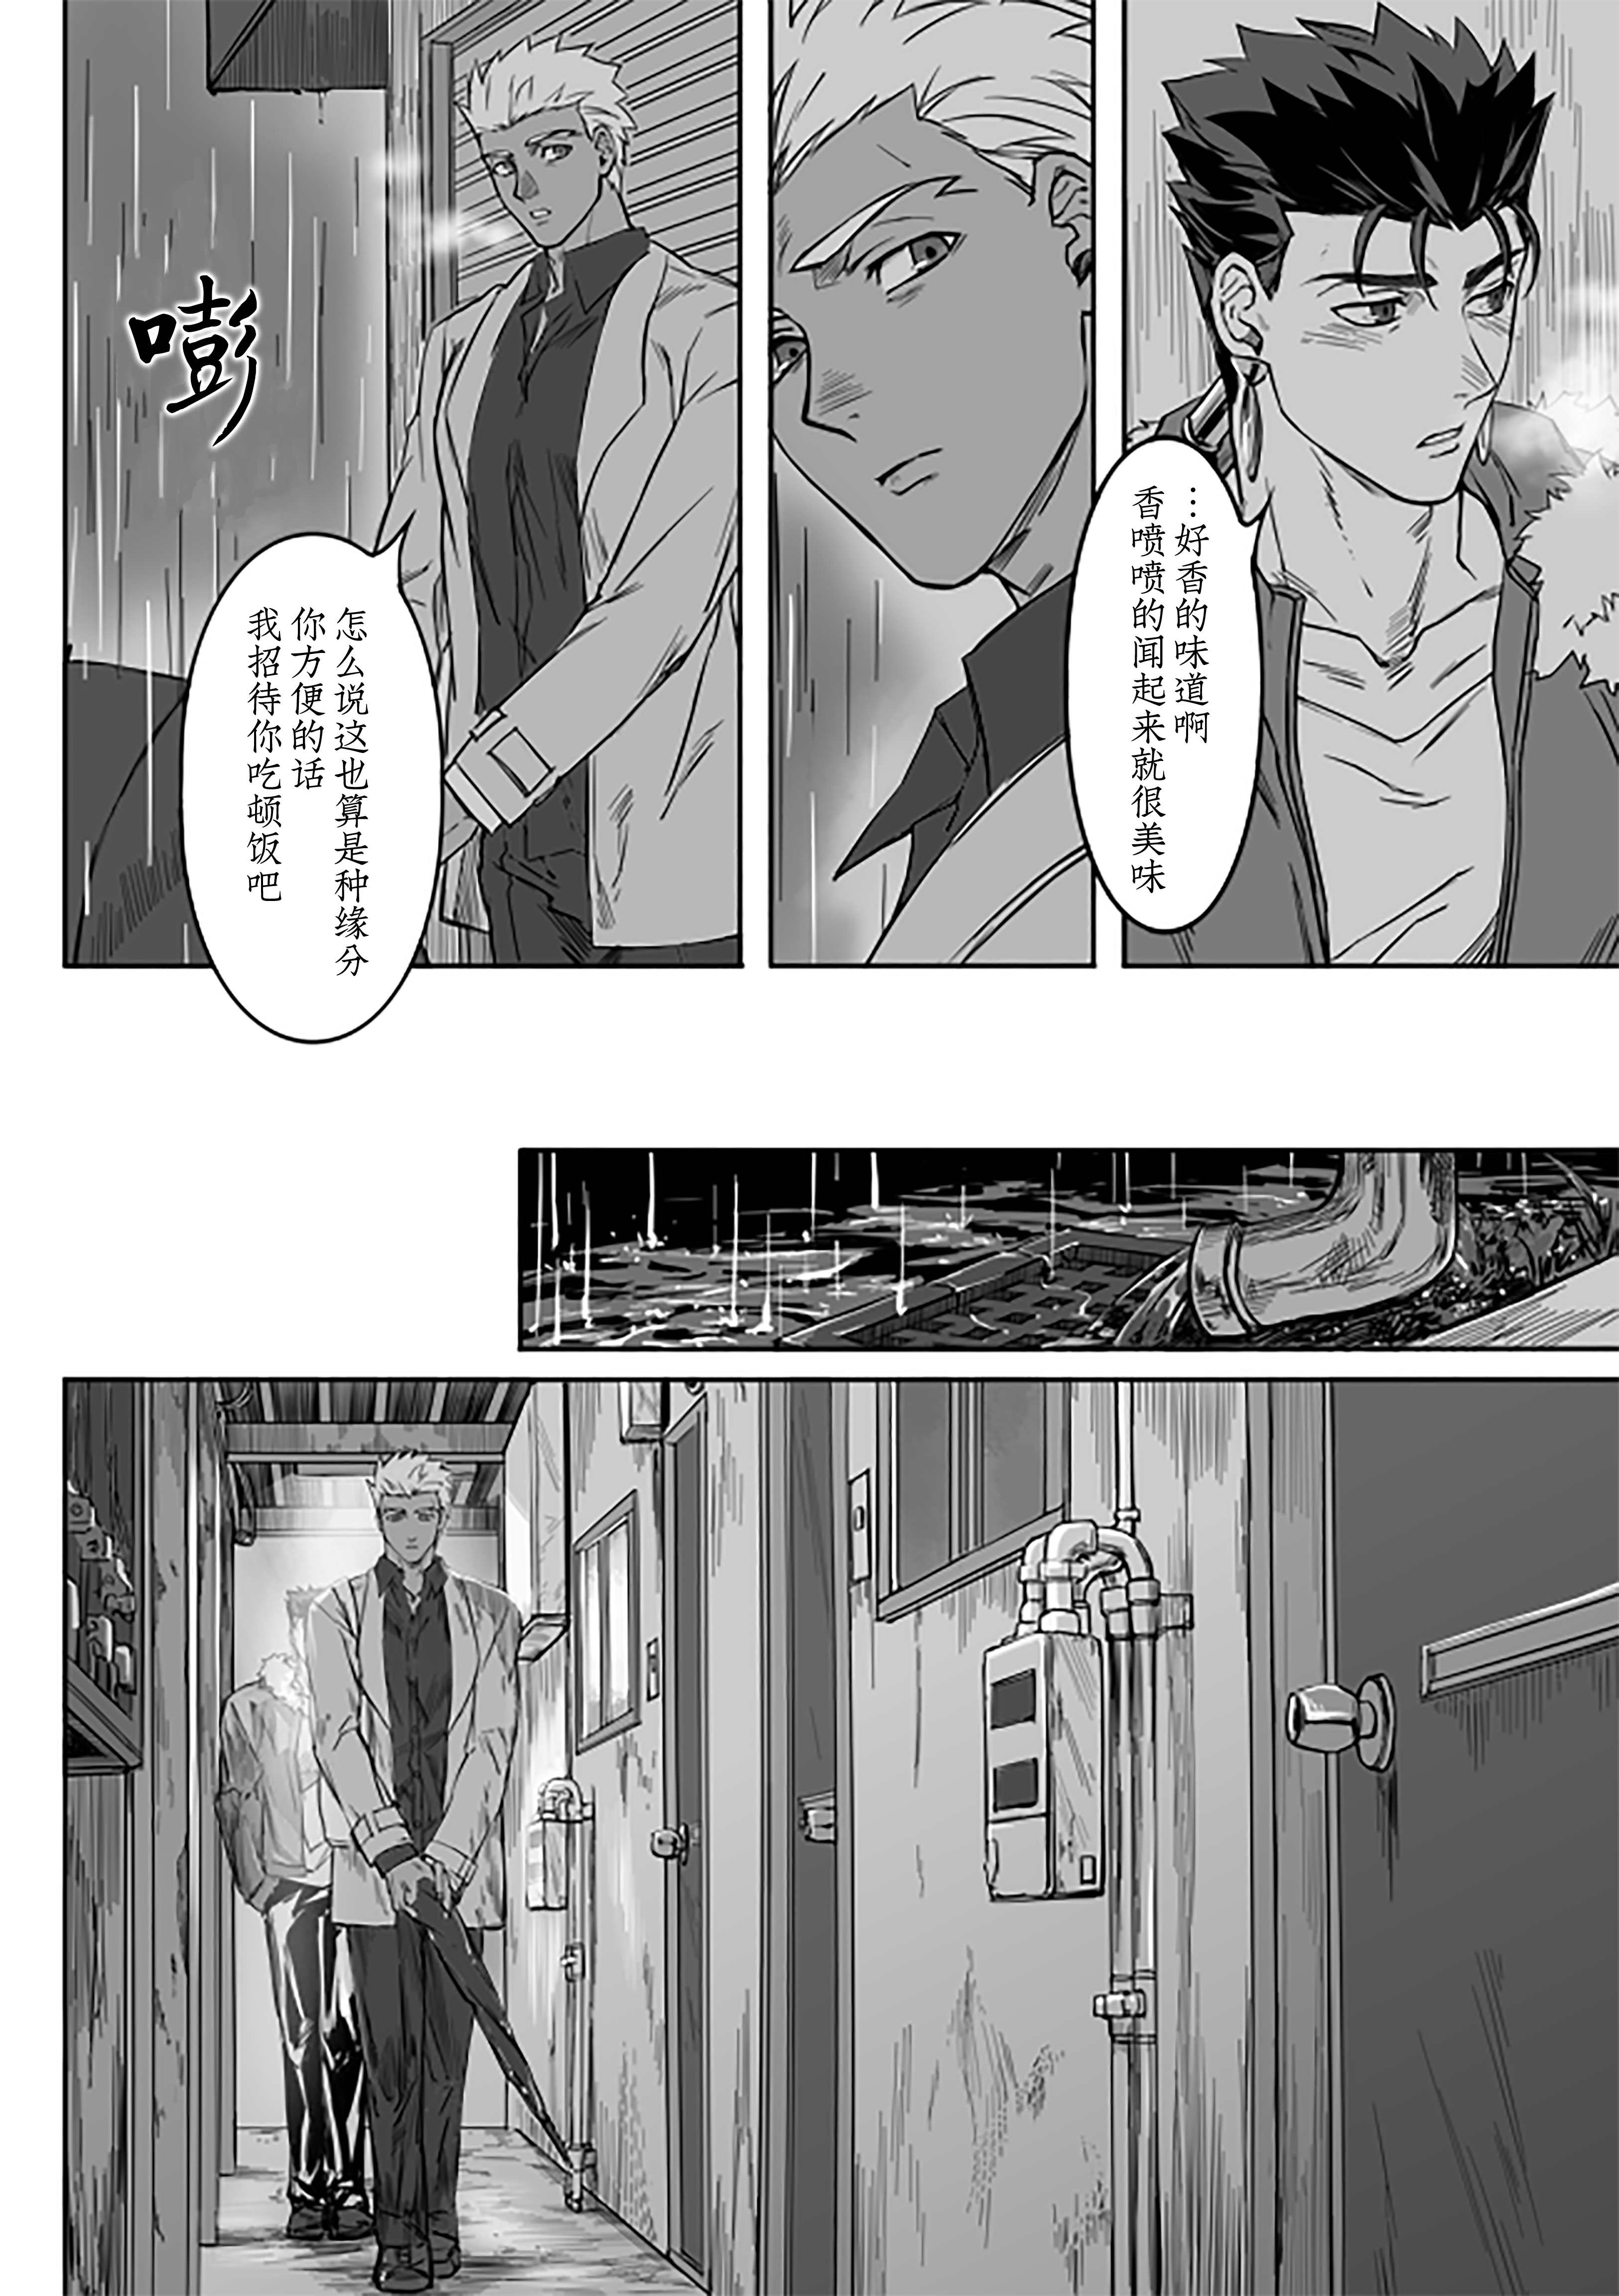 …好香的味道啊
香喷喷的闻起来就很美味
怎么说这也算是种缘分
你方便的话
我招待你吃顿饭吧
嘭